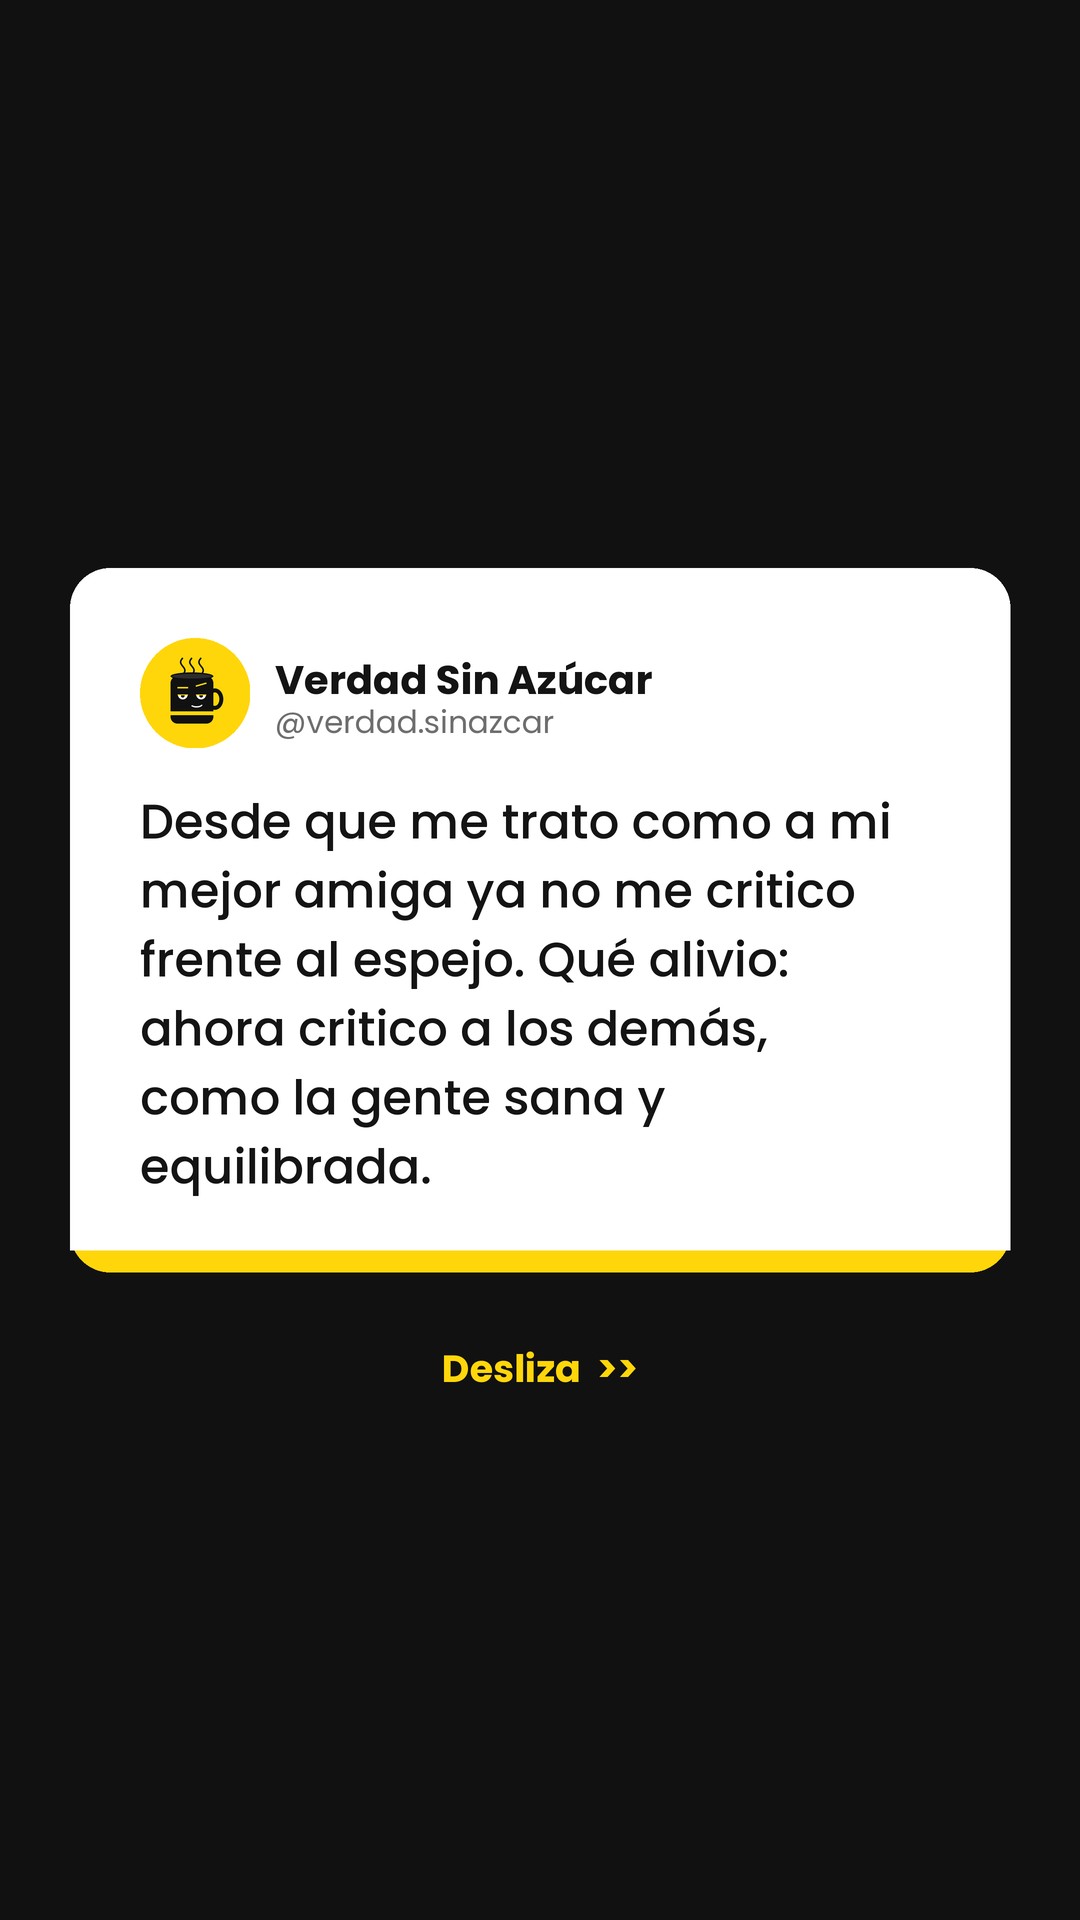 Verdad Sin Azúcar
@verdad.sinazcar
Desde que me trato como a mi
mejor amiga ya no me critico
frente al espejo. Qué alivio:
ahora critico a los demás,
como la gente sana y
equilibrada.
Desliza >>